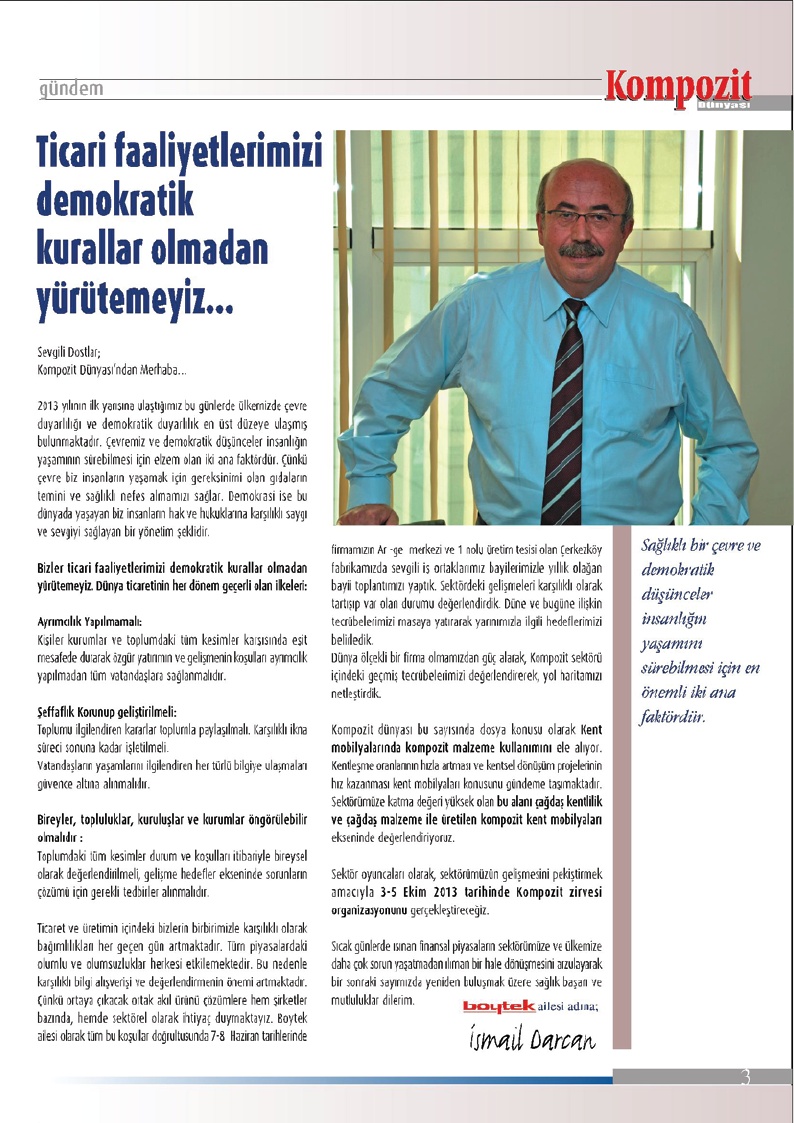 gündem
Kompozit
Dünyası
Ticari faaliyetlerimizi
demokratik
kurallar olmadan
yürütemeyiz...
Sevgili Dostlar;
Kompozit Dünyası'ndan Merhaba...
2013 yılının ilk yarısına ulaştığımız bu günlerde ülkemizde çevre
duyarlılığı ve demokratik duyarlılık en üst düzeye ulaşmış
bulunmaktadır. Çevremiz ve demokratik düşünceler insanlığın
yaşamının sürebilmesi için elzem olan iki ana faktördür. Çünkü
çevre biz insanların yaşamak için gereksinimi olan gıdaların
temini ve sağlıklı nefes almamızı sağlar. Demokrasi ise bu
dünyada yaşayan biz insanların hak ve hukuklarına karşılıklı saygı
ve sevgiyi sağlayan bir yönetim şeklidir.
Bizler ticari faaliyetlerimizi demokratik kurallar olmadan
yürütemeyiz. Dünya ticaretinin her dönem geçerli olan ilkeleri:
Ayrımcılık Yapılmamalı:
Kişiler kurumlar ve toplumdaki tüm kesimler karşısında eşit
mesafede durarak özgür yatırımın ve gelişmenin koşulları ayrımcılık
yapılmadan tüm vatandaşlara sağlanmalıdır.
Şeffaflık Korunup geliştirilmeli:
Toplumu ilgilendiren kararlar toplumla paylaşılmalı. Karşılıklı ikna
süreci sonuna kadar işletilmeli.
Vatandaşların yaşamlarını ilgilendiren her türlü bilgiye ulaşmaları
güvence altına alınmalıdır.
Bireyler, topluluklar, kuruluşlar ve kurumlar öngörülebilir
olmalıdır :
Toplumdaki tüm kesimler durum ve koşulları itibariyle bireysel
olarak değerlendirilmeli, gelişme hedefler ekseninde sorunların
çözümü için gerekli tedbirler alınmalıdır.
Ticaret ve üretimin içindeki bizlerin birbirimizle karşılıklı olarak
bağımlılıkları her geçen gün artmaktadır. Tüm piyasalardaki
olumlu ve olumsuzluklar herkesi etkilemektedir. Bu nedenle
karşılıklı bilgi alışverişi ve değerlendirmenin önemi artmaktadır.
Çünkü ortaya çıkacak ortak akıl ürünü çözümlere hem şirketler
bazında, hemde sektörel olarak ihtiyaç duymaktayız. Boytek
ailesi olarak tüm bu koşullar doğrultusunda 7-8 Haziran tarihlerinde
firmamızın Ar -ge merkezi ve 1 nolu üretim tesisi olan Çerkezköy
fabrikamızda sevgili iş ortaklarımız bayilerimizle yıllık olağan
bayii toplantımızı yaptık. Sektördeki gelişmeleri karşılıklı olarak
tartışıp var olan durumu değerlendirdik. Düne ve bugüne ilişkin
tecrübelerimizi masaya yatırarak yarınımızla ilgili hedeflerimizi
belirledik.
Dünya ölçekli bir firma olmamızdan güç alarak, Kompozit sektörü
içindeki geçmiş tecrübelerimizi değerlendirerek, yol haritamızı
netleştirdik.
Kompozit dünyası bu sayısında dosya konusu olarak Kent
mobilyalarında kompozit malzeme kullanımını ele alıyor.
Kentleşme oranlarının hızla artması ve kentsel dönüşüm projelerinin
hız kazanması kent mobilyaları konusunu gündeme taşımaktadır.
Sektörümüze katma değeri yüksek olan bu alanı çağdaş kentlilik
ve çağdaş malzeme ile üretilen kompozit kent mobilyaları
ekseninde değerlendiriyoruz.
Sektör oyuncuları olarak, sektörümüzün gelişmesini pekiştirmek
amacıyla 3-5 Ekim 2013 tarihinde Kompozit zirvesi
organizasyonunu gerçekleştireceğiz.
Sıcak günlerde ısınan finansal piyasaların sektörümüze ve ülkemize
daha çok sorun yaşatmadan ılıman bir hale dönüşmesini arzulayarak
bir sonraki sayımızda yeniden buluşmak üzere sağlık başarı ve
mutluluklar dilerim.
boytek ailesi adına;
İsmail Darcan
Sağlıklı bir çevre ve
demokratik
düşünceler
insanlığın
yaşamını
sürebilmesi için en
önemli iki ana
faktördür.
3